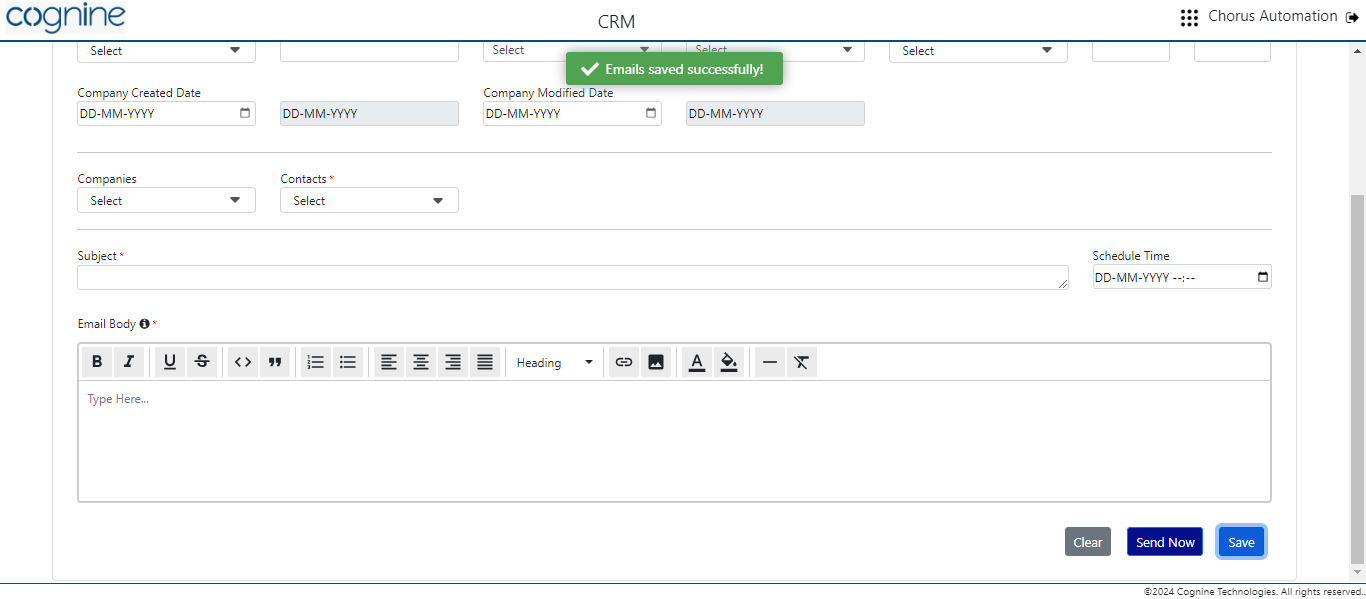 cognine
CRM
Chorus Automation
Select
Select
Select
Select
Emails saved successfully!
Company Created Date
Company Modified Date
DD-MM-YYYY
DD-MM-YYYY
DD-MM-YYYY
DD-MM-YYYY
Companies
Contacts *
Select
Select
Subject *
Schedule Time
DD-MM-YYYY --:--
Email Body *
Heading
Type Here...
Clear
Send Now
Save
©2024 Cognine Technologies. All rights reserved.